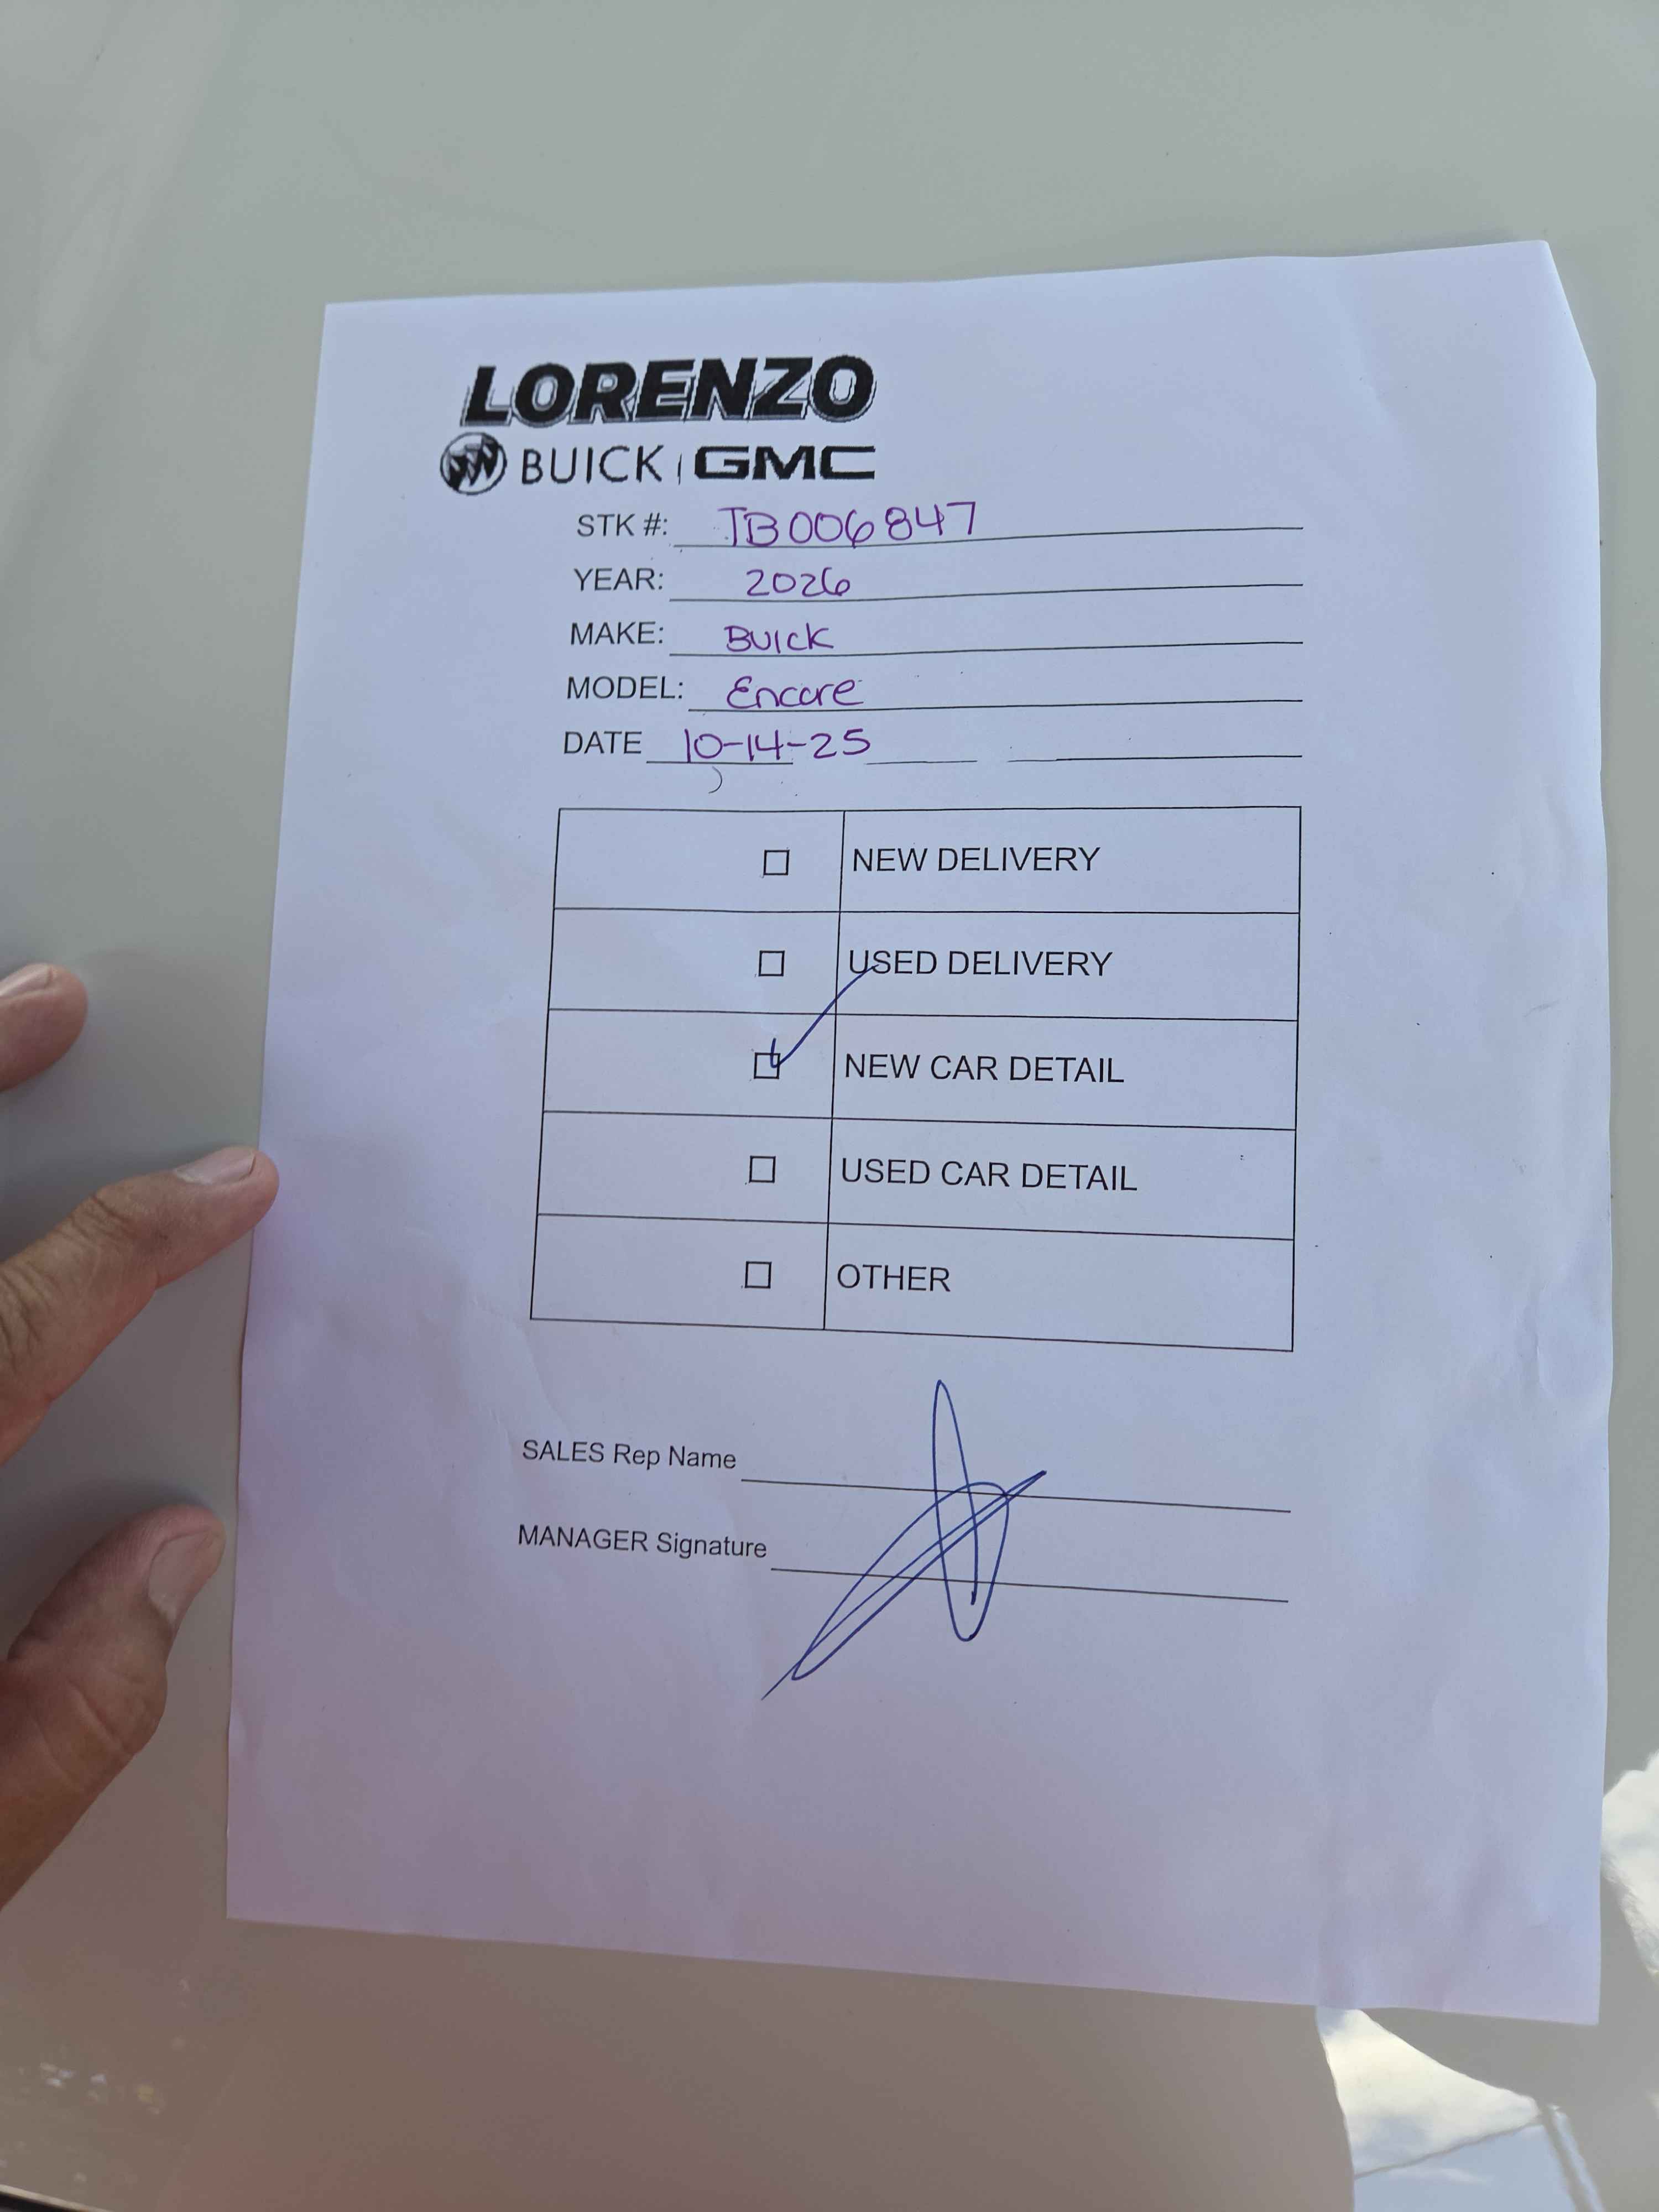 LORENZO
BUICK | GMC
STK #: TB006847
YEAR: 2026
MAKE: Buick
MODEL: Encore
DATE 10-14-25
☐ NEW DELIVERY
☐ USED DELIVERY
☑ NEW CAR DETAIL
☐ USED CAR DETAIL
☐ OTHER
SALES Rep Name
MANAGER Signature